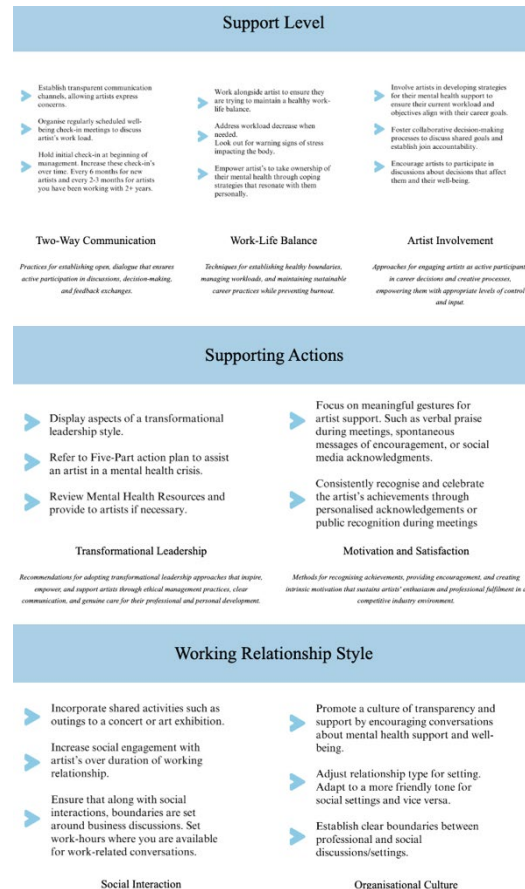 Support Level
Establish transparent communication
channels, allowing artists express
concerns.
Organise regularly scheduled well-
being check-in meetings to discuss
artist's work load.
Hold initial check-in at beginning of
management. Increase these check-in's
over time. Every 6 months for new
artists and every 2-3 months for artists
you have been working with 2+ years.
Two-Way Communication
Practices for establishing open, dialogue that ensures
active participation in discussions, decision-making,
and feedback exchanges.
Work alongside artist to ensure they
are trying to maintain a healthy work-
life balance.
Address workload decrease when
needed.
Look out for warning signs of stress
impacting the body.
Empower artist's to take ownership of
their mental health through coping
strategies that resonate with them
personally.
Work-Life Balance
Techniques for establishing healthy boundaries,
managing workloads, and maintaining sustainable
career practices while preventing burnout.
Involve artists in developing strategies
for their mental health support to
ensure their current workload and
objectives align with their career goals.
Foster collaborative decision-making
processes to discuss shared goals and
establish join accountability.
Encourage artists to participate in
discussions about decisions that affect
them and their well-being.
Artist Involvement
Approaches for engaging artists as active participant
in career decisions and creative processes,
empowering them with appropriate levels of control
and input.
Supporting Actions
Display aspects of a transformational
leadership style.
Refer to Five-Part action plan to assist
an artist in a mental health crisis.
Review Mental Health Resources and
provide to artists if necessary.
Transformational Leadership
Recommendations for adopting transformational leadership approaches that inspire,
empower, and support artists through ethical management practices, clear
communication, and genuine care for their professional and personal development.
Focus on meaningful gestures for
artist support. Such as verbal praise
during meetings, spontaneous
messages of encouragement, or social
media acknowledgments.
Consistently recognise and celebrate
the artist's achievements through
personalised acknowledgements or
public recognition during meetings
Motivation and Satisfaction
Methods for recognising achievements, providing encouragement, and creating
intrinsic motivation that sustains artists' enthusiasm and professional fulfilment in a
competitive industry environment.
Working Relationship Style
Incorporate shared activities such as
outings to a concert or art exhibition.
Increase social engagement with
artist's over duration of working
relationship.
Ensure that along with social
interactions, boundaries are set
around business discussions. Set
work-hours where you are available
for work-related conversations.
Social Interaction
Promote a culture of transparency and
support by encouraging conversations
about mental health support and well-
being.
Adjust relationship type for setting.
Adapt to a more friendly tone for
social settings and vice versa.
Establish clear boundaries between
professional and social
discussions/settings.
Organisational Culture